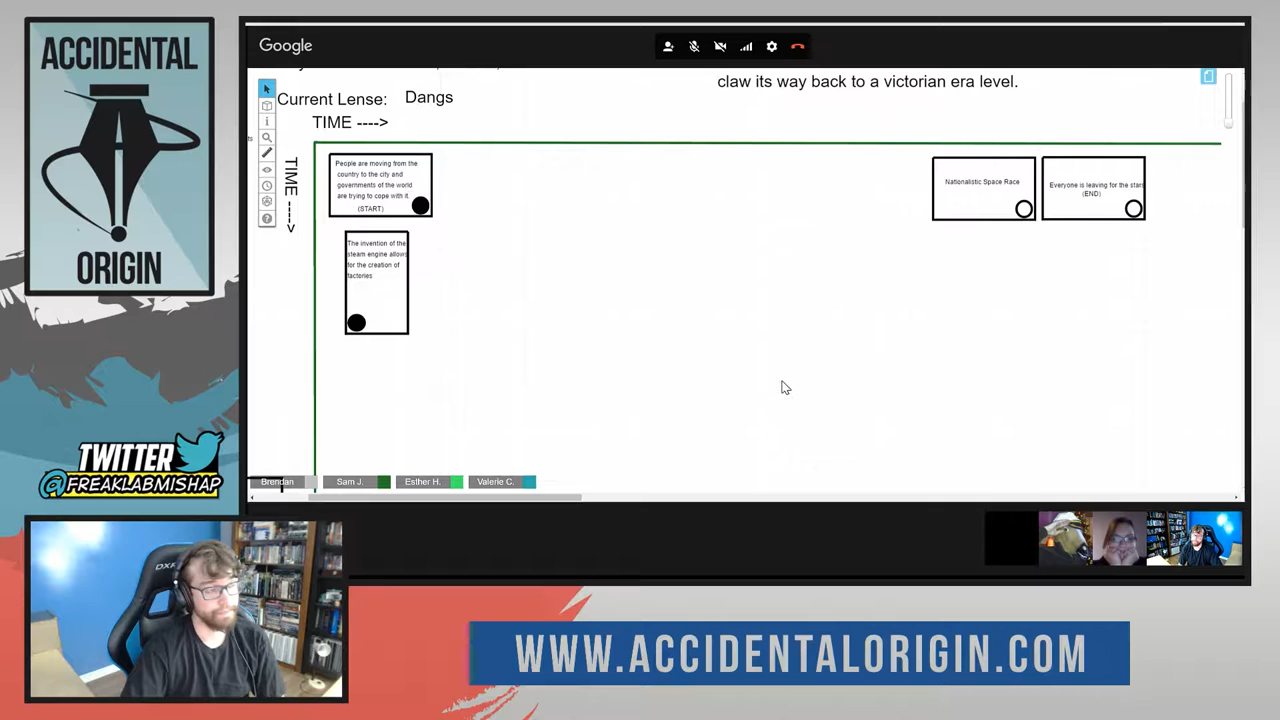 ACCIDENTAL
ORIGIN
TWITTER
@FREAKLABMISHAP
Google
claw its way back to a victorian era level.
Current Lense: Dangs
TIME ---->
TIME ---->
People are moving from the
country to the city and
governments of the world
are trying to cope with it.
(START)
The invention of the
steam engine allows
for the creation of
factories
Nationalistic Space Race
Everyone is leaving for the stars
(END)
Brendan
Sam J.
Esther H.
Valerie C.
WWW.ACCIDENTALORIGIN.COM